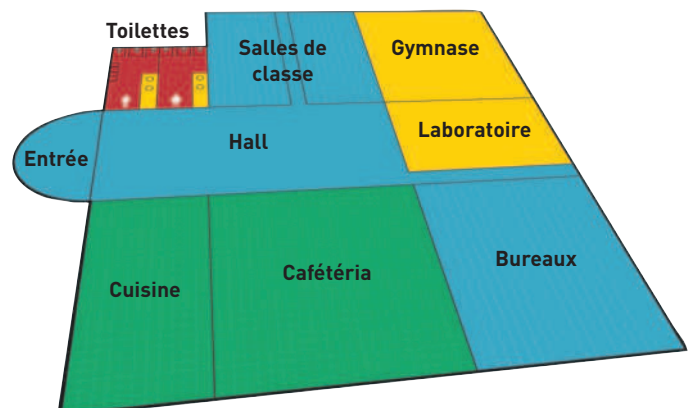 Toilettes
Salles de
classe
Gymnase
Entrée
Hall
Laboratoire
Cuisine
Cafétéria
Bureaux